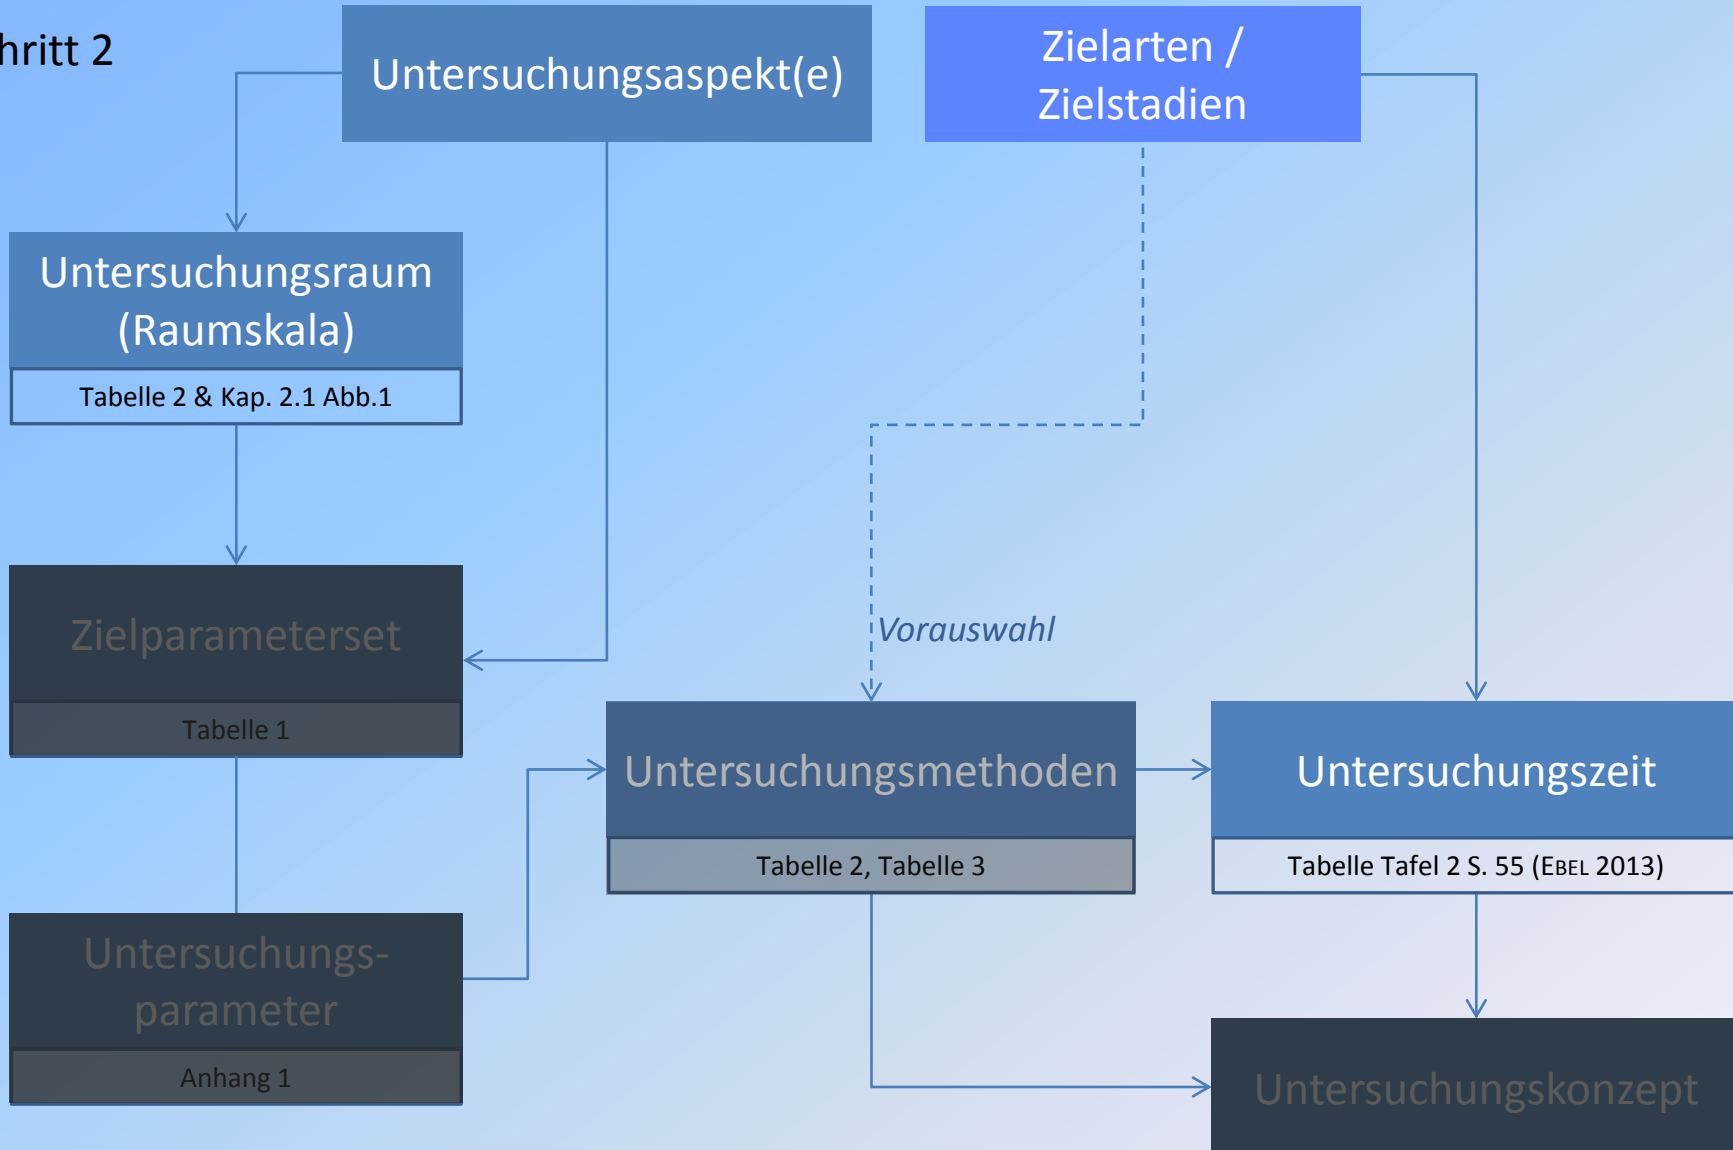 hritt 2
Untersuchungsaspekt(e)
Zielarten /
Zielstadien
Untersuchungsraum
(Raumskala)
Tabelle 2 & Kap. 2.1 Abb.1
Zielparameterset
Tabelle 1
Vorauswahl
Untersuchungsmethoden
Tabelle 2, Tabelle 3
Untersuchungszeit
Tabelle Tafel 2 S. 55 (EBEL 2013)
Untersuchungs-
parameter
Anhang 1
Untersuchungskonzept